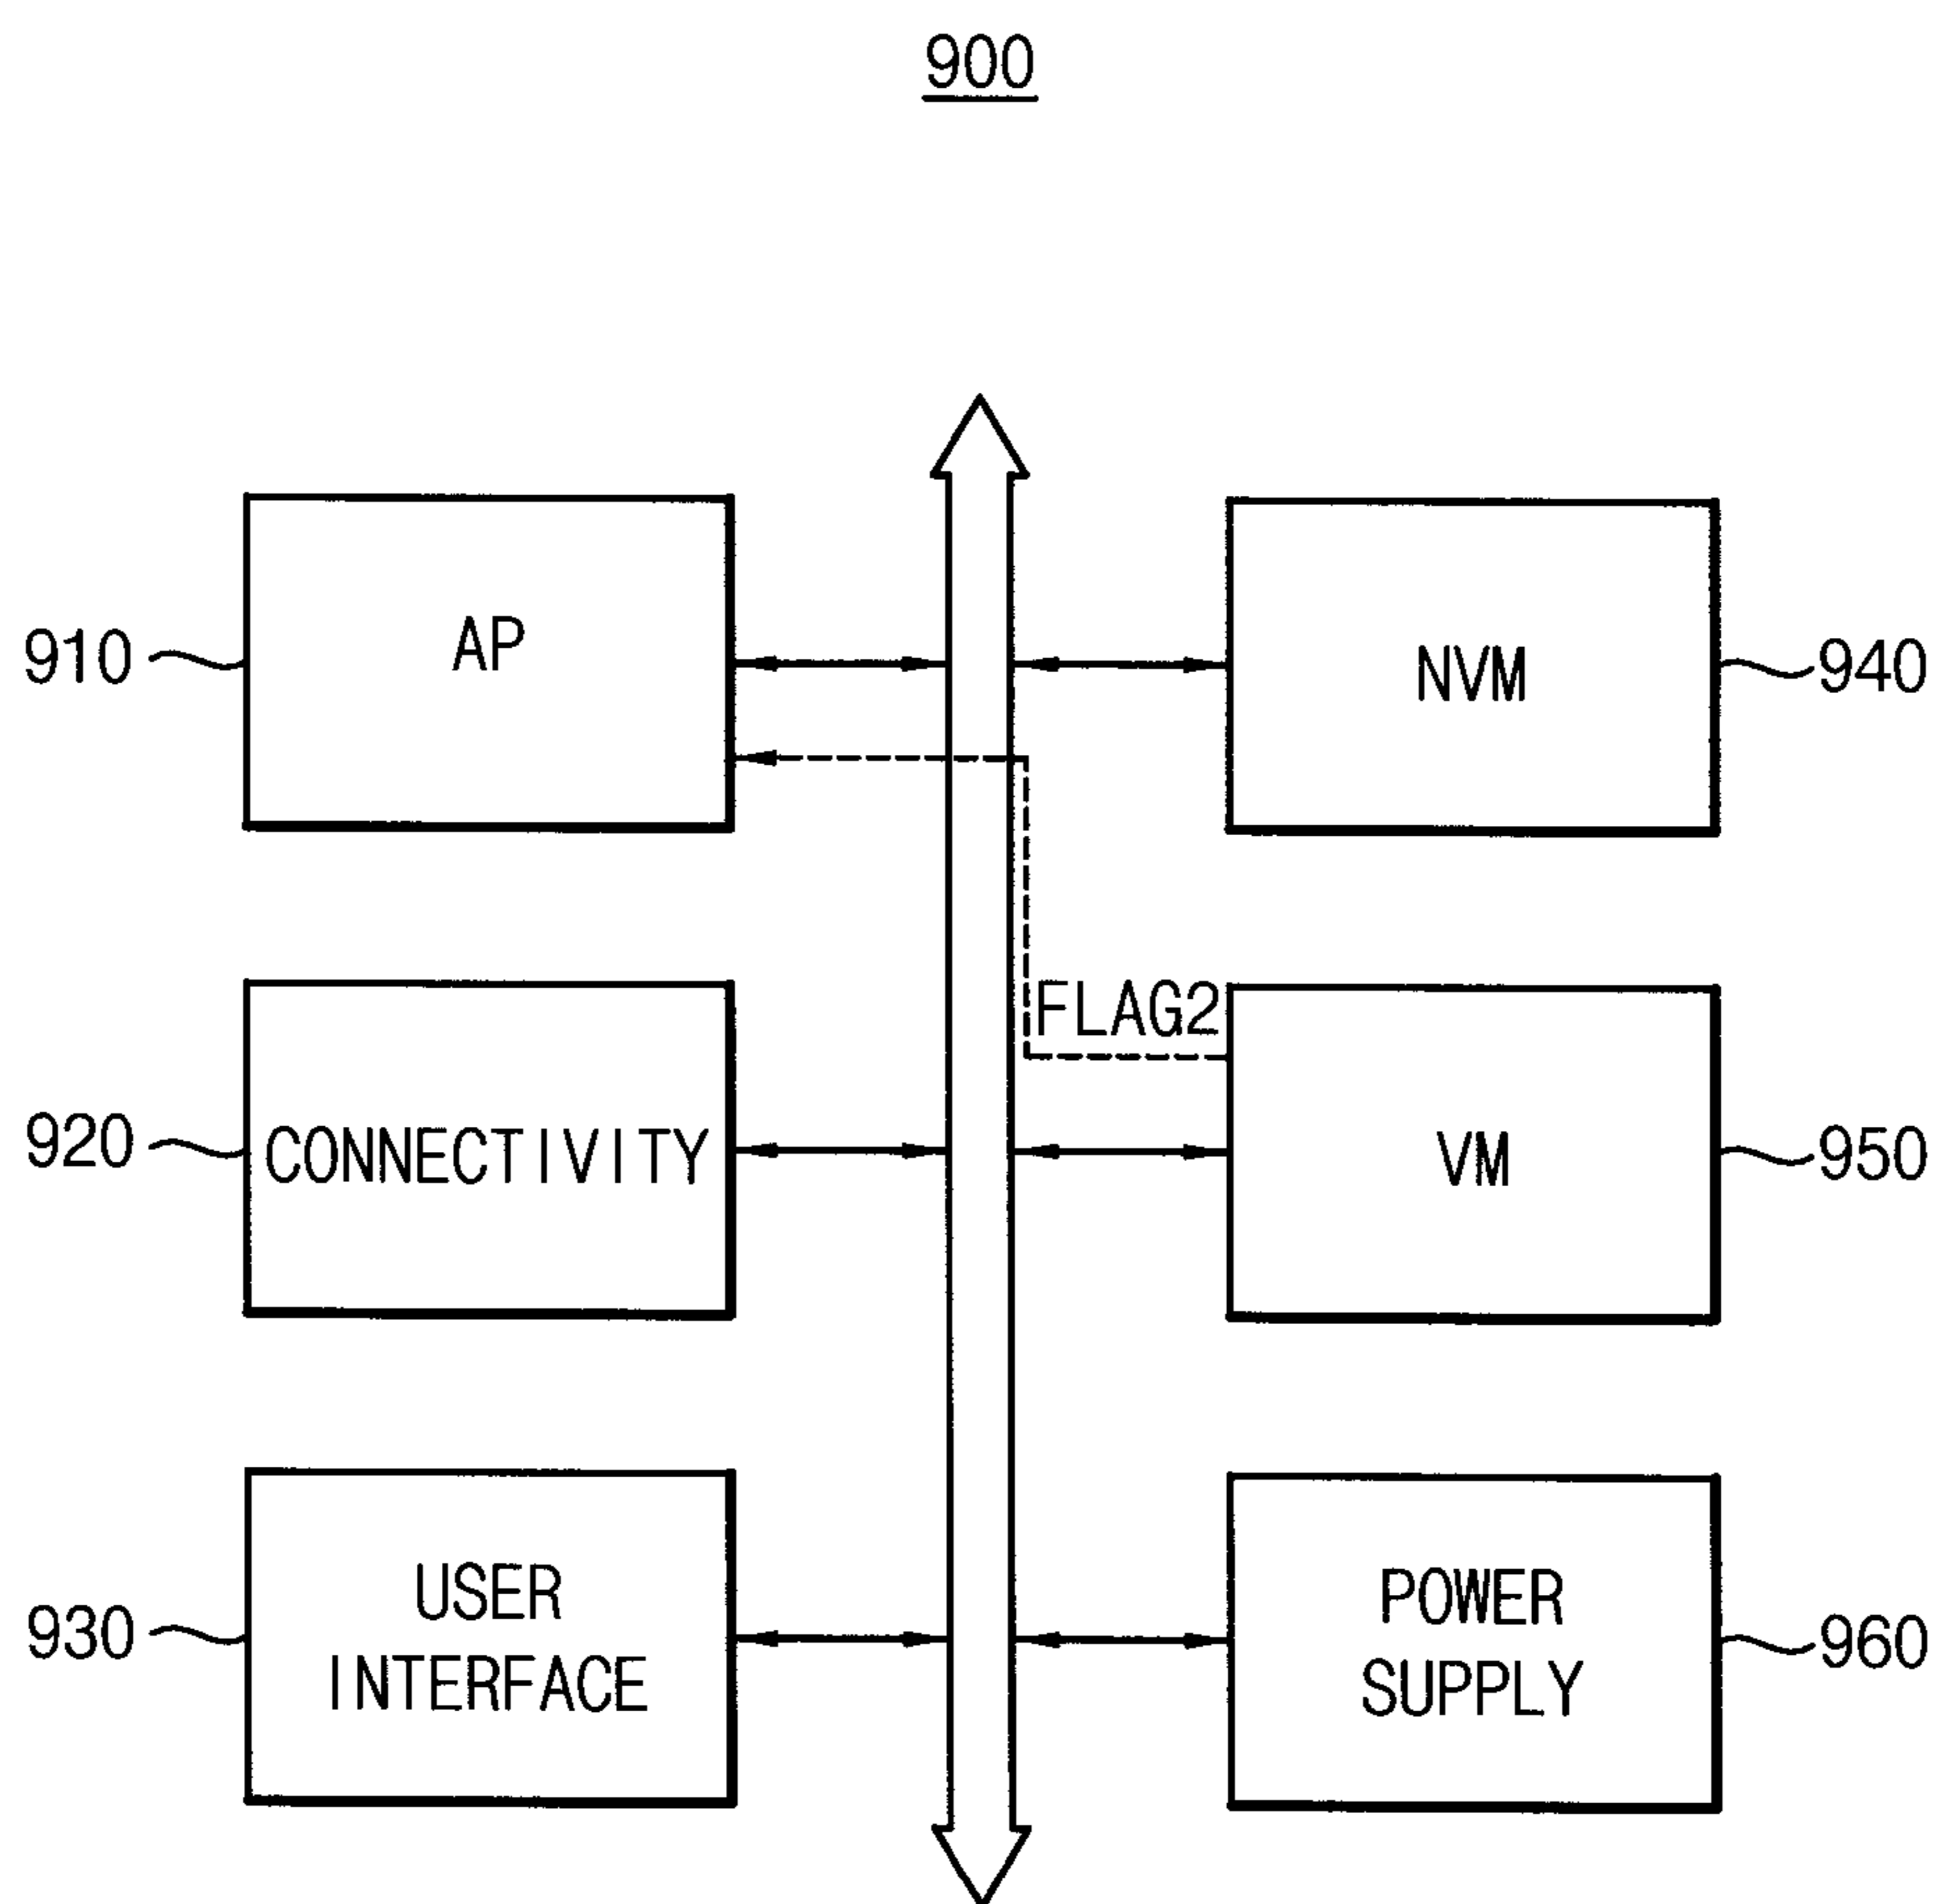 900
910
AP
NVM
940
FLAG2
920
CONNECTIVITY
VM
950
930
USER
INTERFACE
POWER
SUPPLY
960